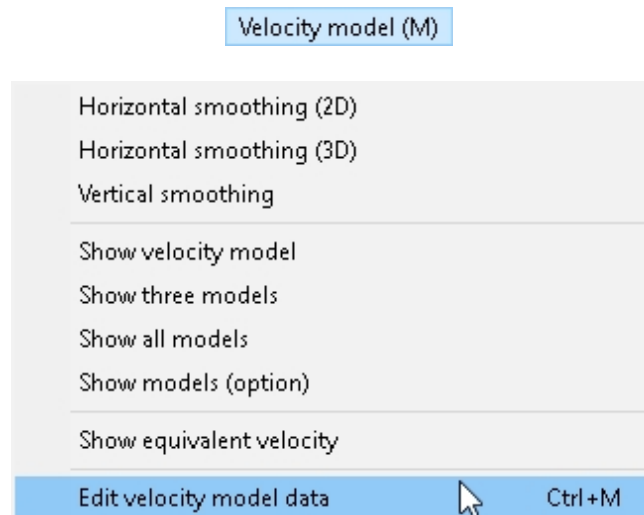 Velocity model (M)
Horizontal smoothing (2D)
Horizontal smoothing (3D)
Vertical smoothing
Show velocity model
Show three models
Show all models
Show models (option)
Show equivalent velocity
Edit velocity model data Ctrl+M